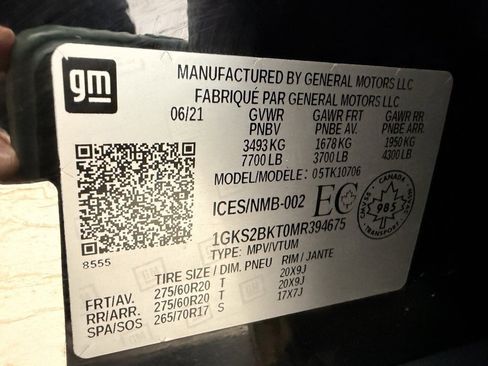 gm
MANUFACTURED BY GENERAL MOTORS LLC
FABRIQUÉ PAR GENERAL MOTORS LLC
06/21 GVWR GAWR FRT GAWR RR
PNBV PNBE AV. PNBE ARR.
3493 KG 1678 KG 1950 KG
7700 LB 3700 LB 4300 LB
MODEL/MODÈLE: 05TK10706
ICES/NMB-002 EC
CANADA
985
TRANSPORT
8555
1GKS2BKT0MR394675
TYPE: MPV/VTUM
TIRE SIZE / DIM. PNEU RIM / JANTE
FRT/AV. 275/60R20 T 20X9J
RR/ARR. 275/60R20 T 20X9J
SPA/SOS 265/70R17 S 17X7J